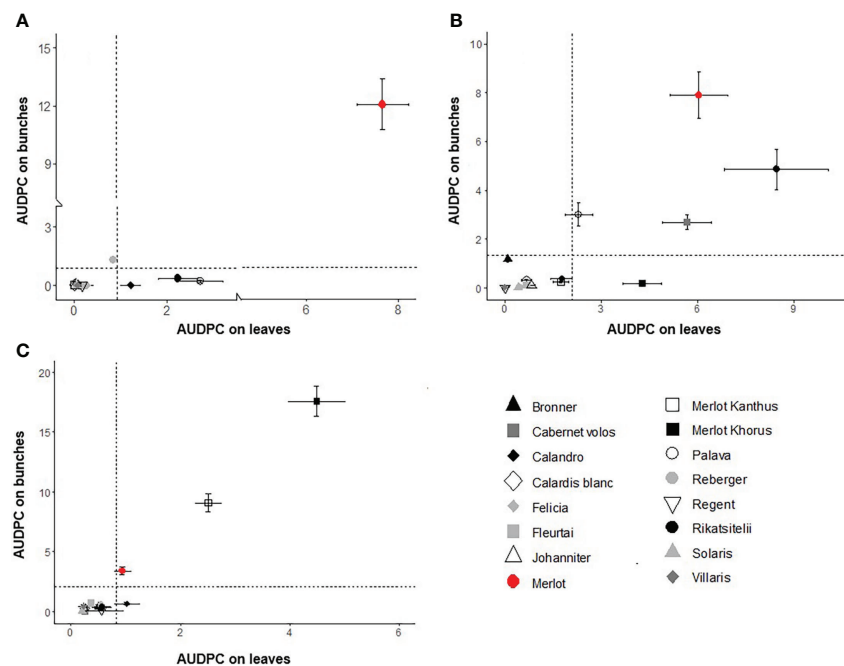 A
B
15
12
9
3
0
AUDPC on bunches
0
2
6
8
AUDPC on leaves
10
8
6
4
2
0
AUDPC on bunches
0
3
6
9
AUDPC on leaves
C
20
15
10
5
0
AUDPC on bunches
0
2
4
6
AUDPC on leaves
Bronner
Cabernet volos
Calandro
Calardis blanc
Felicia
Fleurtai
Johanniter
Merlot
Merlot Kanthus
Merlot Khorus
Palava
Reberger
Regent
Rikatsitelii
Solaris
Villaris